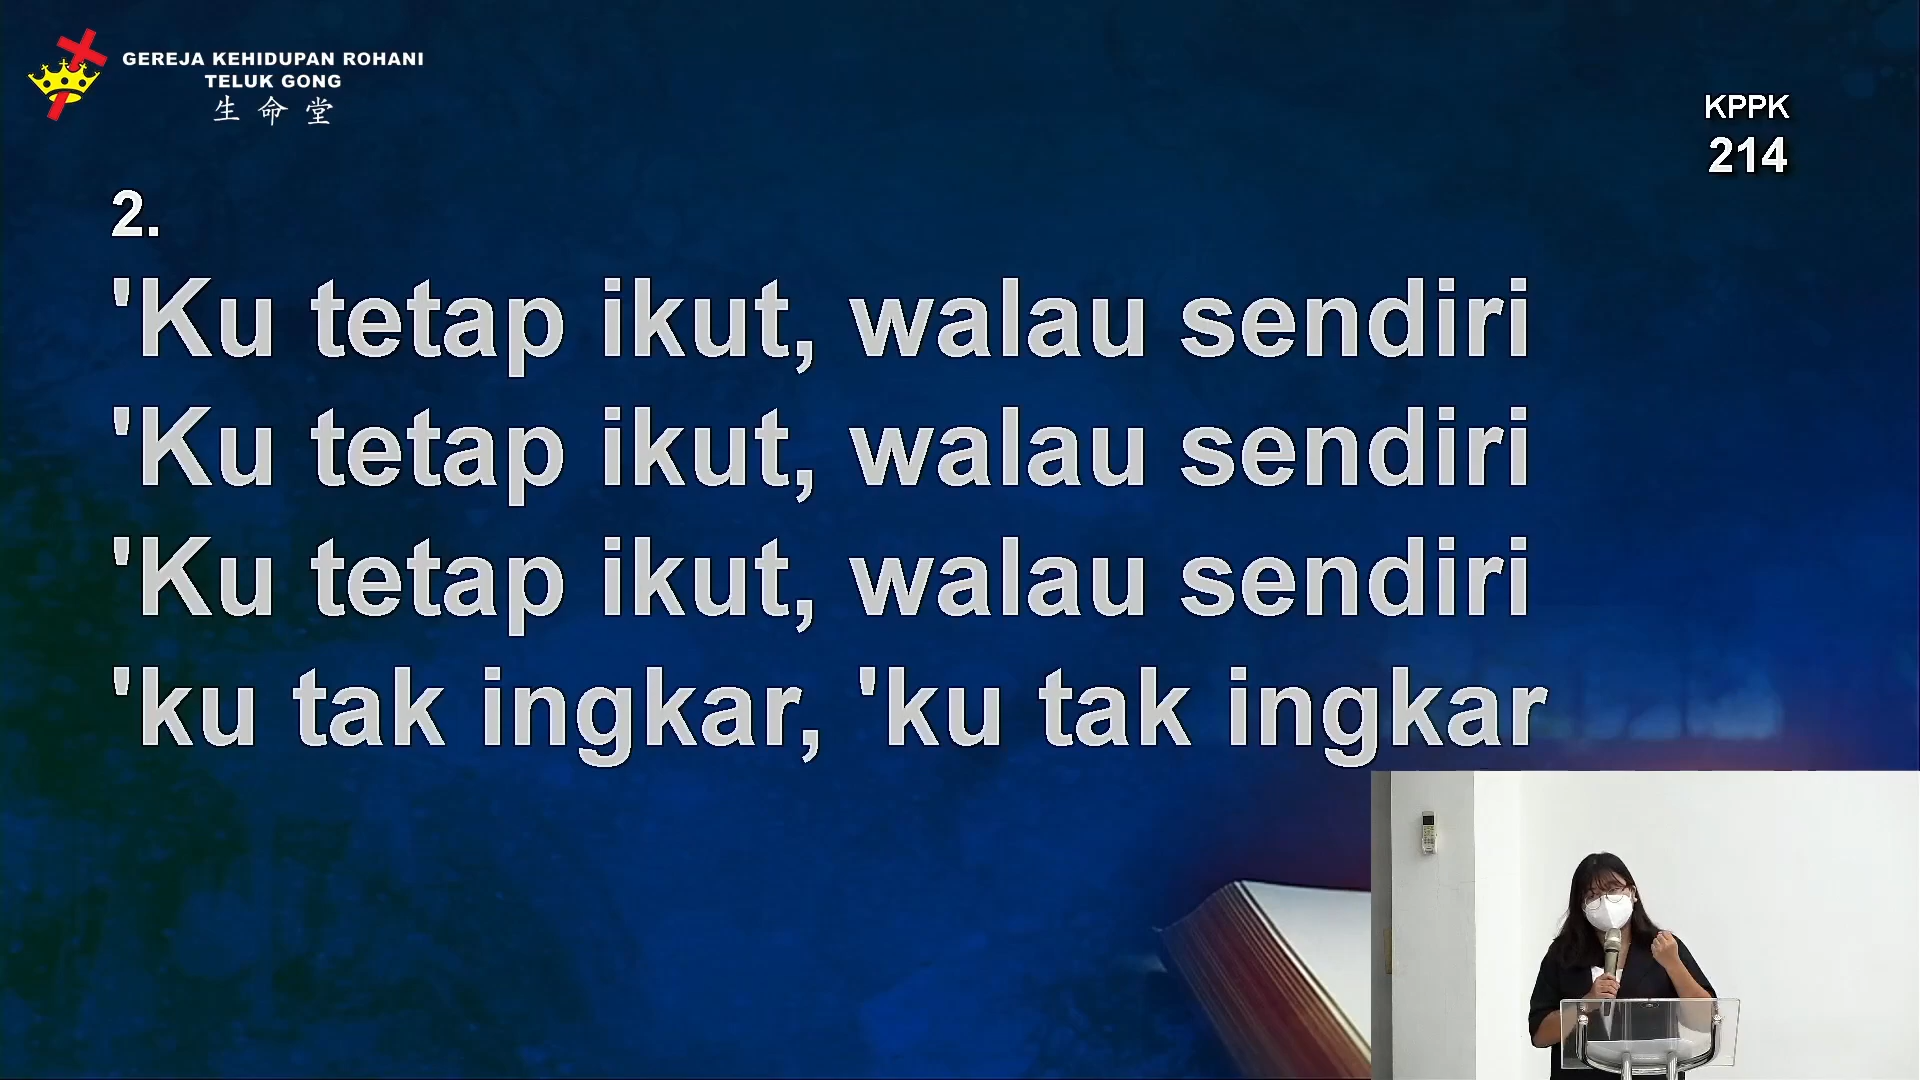 GEREJA KEHIDUPAN ROHANI
TELUK GONG
生命堂
KPPK
214
2.
'Ku tetap ikut, walau sendiri
'Ku tetap ikut, walau sendiri
'Ku tetap ikut, walau sendiri
'ku tak ingkar, 'ku tak ingkar